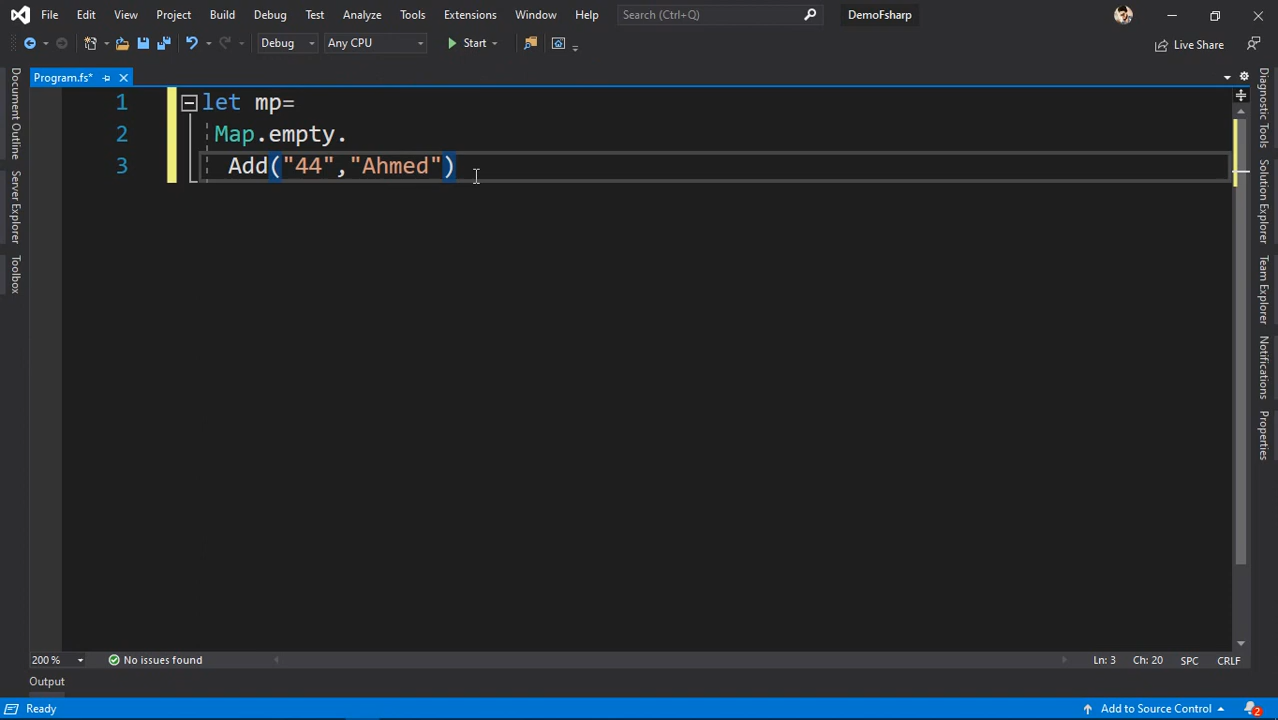 File Edit View Project Build Debug Test Analyze Tools Extensions Window Help Search (Ctrl+Q) DemoFsharp
Debug Any CPU Start Live Share
Program.fs*
1 let mp=
2 Map.empty.
3 Add("44","Ahmed")
Document Outline
Server Explorer
Toolbox
Diagnostic Tools
Solution Explorer
Team Explorer
Notifications
Properties
200 % No issues found Ln: 3 Ch: 20 SPC CRLF
Output
Ready Add to Source Control 2